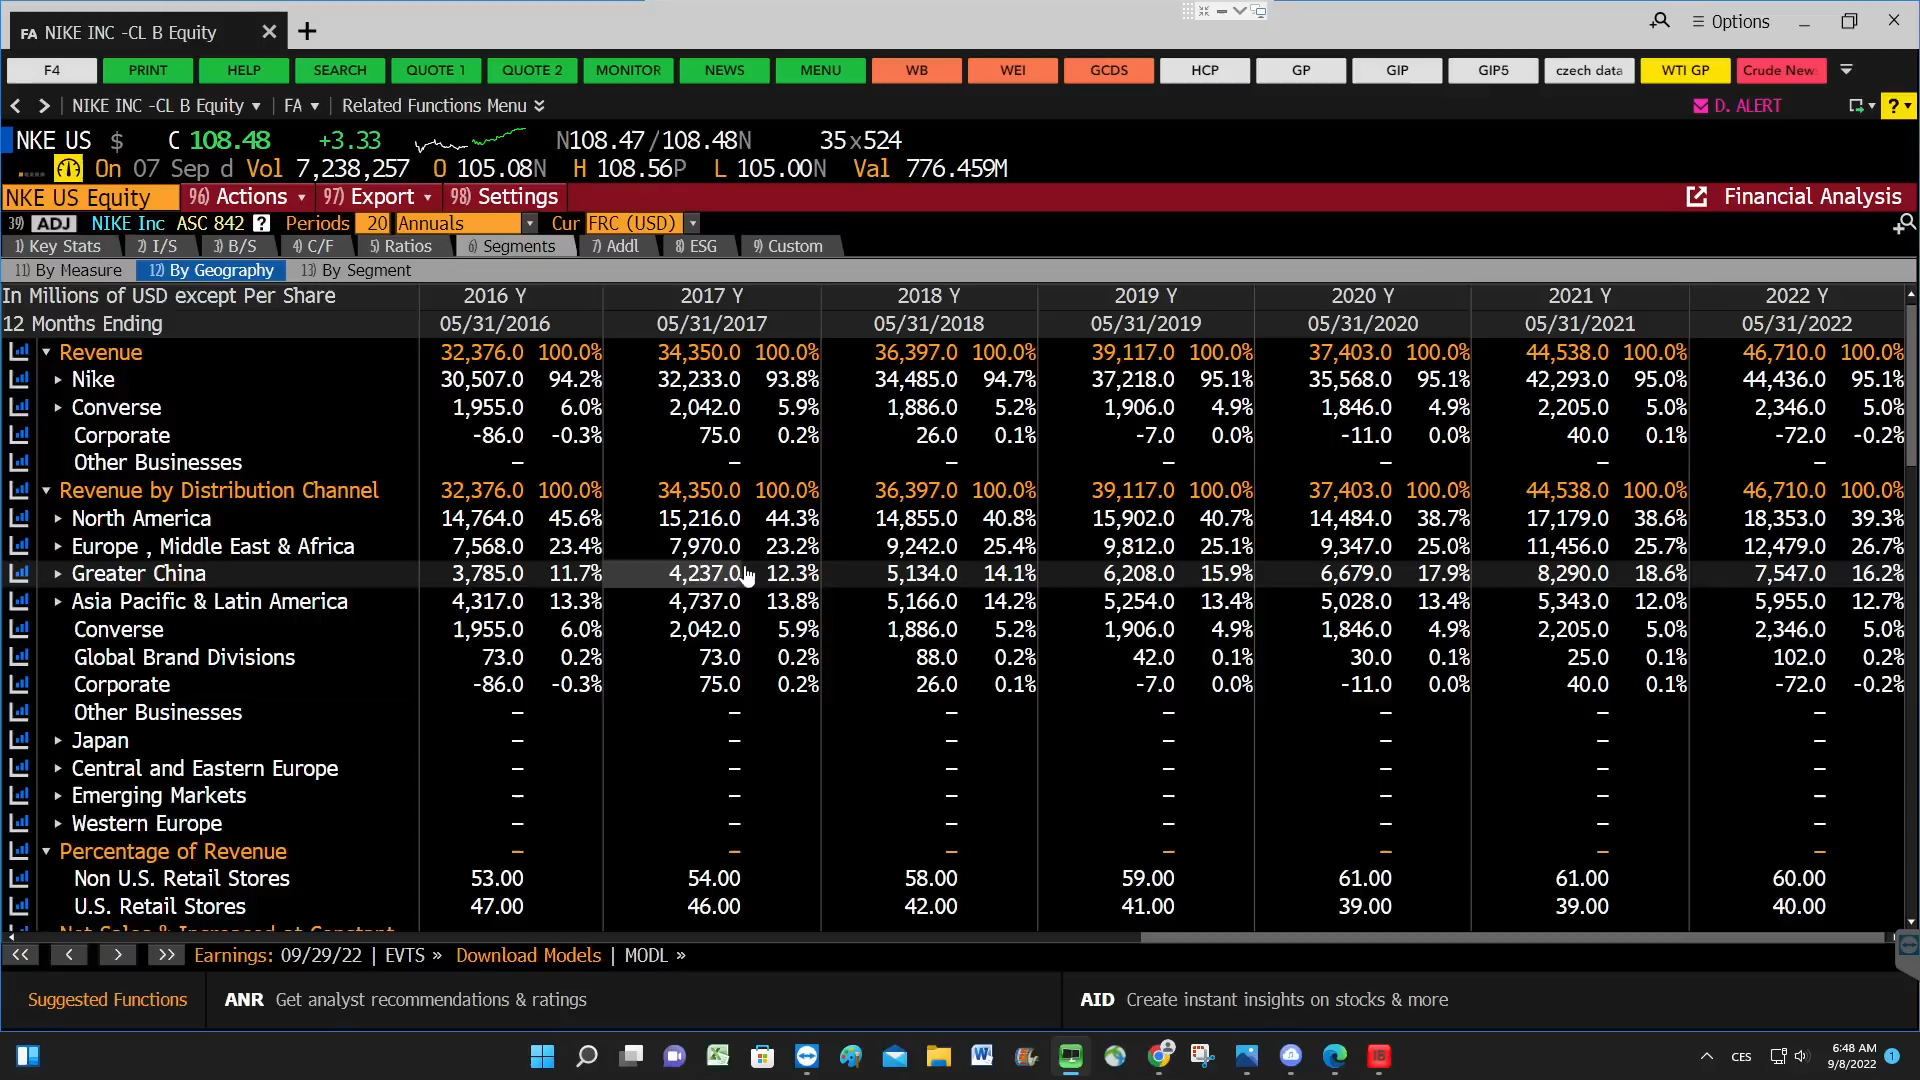 FA NIKE INC -CL B Equity
Options
F4 PRINT HELP SEARCH QUOTE 1 QUOTE 2 MONITOR NEWS MENU WB WEI GCDS HCP GP GIP GIP5 czech data WTI GP Crude New
NIKE INC -CL B Equity FA Related Functions Menu D. ALERT ?
NKE US $ C 108.48 +3.33 N108.47/108.48N 35x524
On 07 Sep d Vol 7,238,257 O 105.08N H 108.56P L 105.00N Val 776.459M
NKE US Equity 96) Actions 97) Export 98) Settings Financial Analysis
39) ADJ NIKE Inc ASC 842 ? Periods 20 Annuals Cur FRC (USD)
1) Key Stats 2) I/S 3) B/S 4) C/F 5) Ratios 6) Segments 7) Addl 8) ESG 9) Custom
11) By Measure 12) By Geography 13) By Segment
In Millions of USD except Per Share 2016 Y 2017 Y 2018 Y 2019 Y 2020 Y 2021 Y 2022 Y
12 Months Ending 05/31/2016 05/31/2017 05/31/2018 05/31/2019 05/31/2020 05/31/2021 05/31/2022
Revenue 32,376.0 100.0% 34,350.0 100.0% 36,397.0 100.0% 39,117.0 100.0% 37,403.0 100.0% 44,538.0 100.0% 46,710.0 100.0%
Nike 30,507.0 94.2% 32,233.0 93.8% 34,485.0 94.7% 37,218.0 95.1% 35,568.0 95.1% 42,293.0 95.0% 44,436.0 95.1%
Converse 1,955.0 6.0% 2,042.0 5.9% 1,886.0 5.2% 1,906.0 4.9% 1,846.0 4.9% 2,205.0 5.0% 2,346.0 5.0%
Corporate -86.0 -0.3% 75.0 0.2% 26.0 0.1% -7.0 0.0% -11.0 0.0% 40.0 0.1% -72.0 -0.2%
Other Businesses – – – – – – –
Revenue by Distribution Channel 32,376.0 100.0% 34,350.0 100.0% 36,397.0 100.0% 39,117.0 100.0% 37,403.0 100.0% 44,538.0 100.0% 46,710.0 100.0%
North America 14,764.0 45.6% 15,216.0 44.3% 14,855.0 40.8% 15,902.0 40.7% 14,484.0 38.7% 17,179.0 38.6% 18,353.0 39.3%
Europe , Middle East & Africa 7,568.0 23.4% 7,970.0 23.2% 9,242.0 25.4% 9,812.0 25.1% 9,347.0 25.0% 11,456.0 25.7% 12,479.0 26.7%
Greater China 3,785.0 11.7% 4,237.0 12.3% 5,134.0 14.1% 6,208.0 15.9% 6,679.0 17.9% 8,290.0 18.6% 7,547.0 16.2%
Asia Pacific & Latin America 4,317.0 13.3% 4,737.0 13.8% 5,166.0 14.2% 5,254.0 13.4% 5,028.0 13.4% 5,343.0 12.0% 5,955.0 12.7%
Converse 1,955.0 6.0% 2,042.0 5.9% 1,886.0 5.2% 1,906.0 4.9% 1,846.0 4.9% 2,205.0 5.0% 2,346.0 5.0%
Global Brand Divisions 73.0 0.2% 73.0 0.2% 88.0 0.2% 42.0 0.1% 30.0 0.1% 25.0 0.1% 102.0 0.2%
Corporate -86.0 -0.3% 75.0 0.2% 26.0 0.1% -7.0 0.0% -11.0 0.0% 40.0 0.1% -72.0 -0.2%
Other Businesses – – – – – – –
Japan – – – – – – –
Central and Eastern Europe – – – – – – –
Emerging Markets – – – – – – –
Western Europe – – – – – – –
Percentage of Revenue – – – – – – –
Non U.S. Retail Stores 53.00 54.00 58.00 59.00 61.00 61.00 60.00
U.S. Retail Stores 47.00 46.00 42.00 41.00 39.00 39.00 40.00
Earnings: 09/29/22 | EVTS » Download Models | MODL »
Suggested Functions ANR Get analyst recommendations & ratings AID Create instant insights on stocks & more
CES 6:48 AM
9/8/2022 1